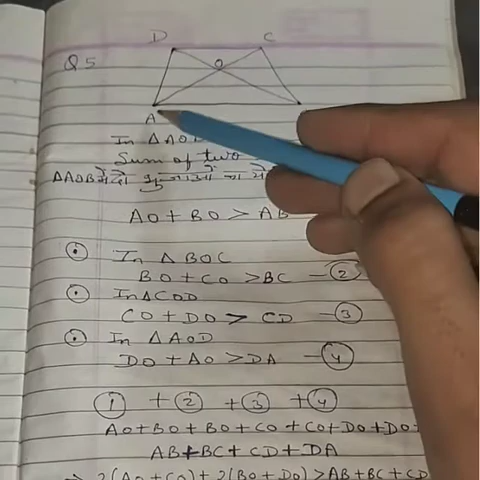 D C
Q5
O
A
In ΔAO
Sum of two
ΔAOB में दो भुजाओं का यो
AO + BO > AB
In ΔBOC
BO + CO > BC — 2
In ΔCOD
CO + DO > CD — 3
In ΔAOD
DO + AO > DA — 4
1 + 2 + 3 + 4
AO + BO + BO + CO + CO + DO + DO +
AB + BC + CD + DA
⇒ 2(AO + CO) + 2(BO + DO) > AB + BC + CD